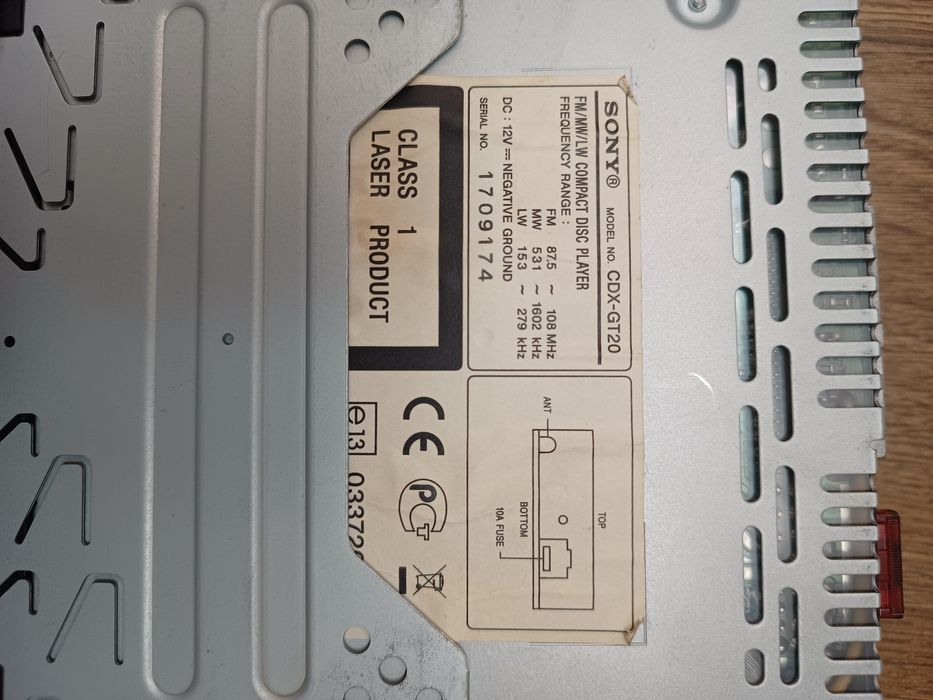 SONY® MODEL NO. CDX-GT20
FM/MW/LW COMPACT DISC PLAYER
FREQUENCY RANGE :
FM 87.5 ~ 108 MHz
MW 531 ~ 1602 kHz
LW 153 ~ 279 kHz
DC : 12V ⎓ NEGATIVE GROUND
SERIAL NO. 1709174
CLASS 1
LASER PRODUCT
TOP
ANT
BOTTOM
10A FUSE
CE
PCT
e13 03372